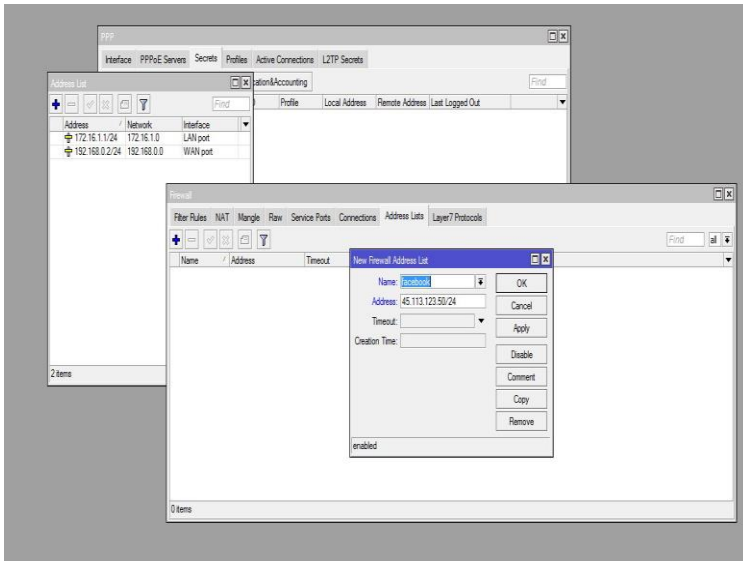 PPP
Interface PPPoE Servers Secrets Profiles Active Connections L2TP Secrets
Address List
Find
Find
Profile Local Address Remote Address Last Logged Out
Address Network Interface
172.16.1.1/24 172.16.1.0 LAN port
192.168.0.2/24 192.168.0.0 WAN port
2 items
Firewall
Filter Rules NAT Mangle Raw Service Ports Connections Address Lists Layer7 Protocols
Find all
Name Address Timeout
New Firewall Address List
Name: facebook
Address: 45.113.123.50/24
Timeout:
Creation Time:
OK
Cancel
Apply
Disable
Comment
Copy
Remove
enabled
0 items